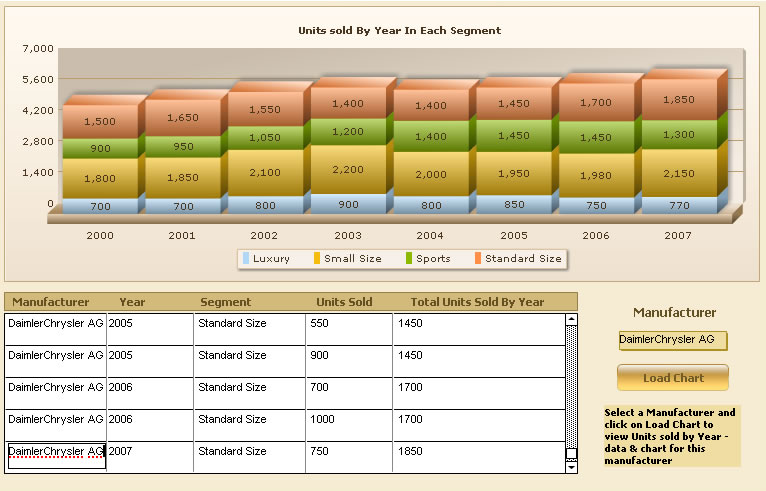 Units sold By Year In Each Segment
7,000
5,600
4,200
2,800
1,400
0
1,500 1,650 1,550 1,400 1,400 1,450 1,700 1,850
900 950 1,050 1,200 1,400 1,450 1,450 1,300
1,800 1,850 2,100 2,200 2,000 1,950 1,980 2,150
700 700 800 900 800 850 750 770
2000 2001 2002 2003 2004 2005 2006 2007
Luxury Small Size Sports Standard Size
Manufacturer Year Segment Units Sold Total Units Sold By Year
DaimlerChrysler AG 2005 Standard Size 550 1450
DaimlerChrysler AG 2005 Standard Size 900 1450
DaimlerChrysler AG 2006 Standard Size 700 1700
DaimlerChrysler AG 2006 Standard Size 1000 1700
DaimlerChrysler AG 2007 Standard Size 750 1850
Manufacturer
DaimlerChrysler AG
Load Chart
Select a Manufacturer and
click on Load Chart to
view Units sold by Year -
data & chart for this
manufacturer